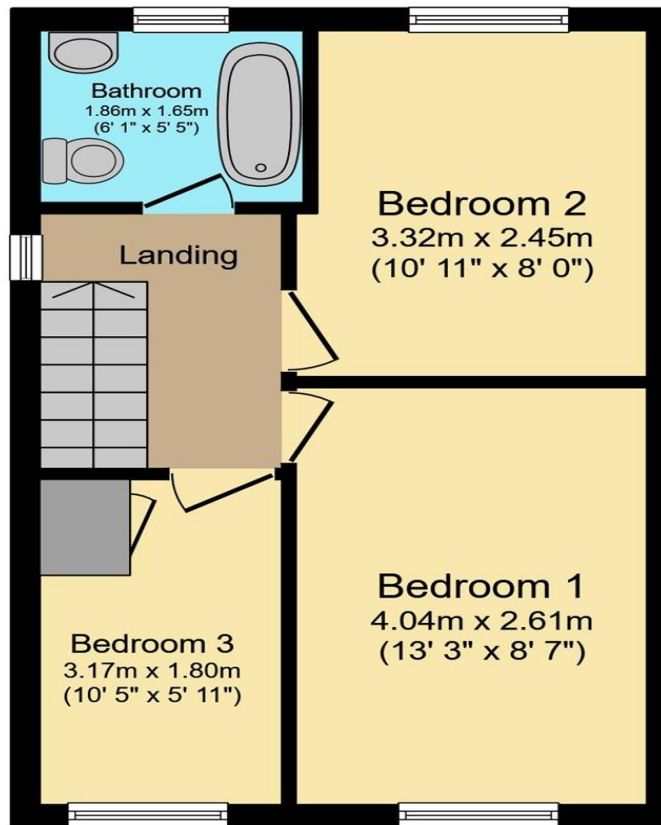 Bathroom
1.86m x 1.65m
(6' 1" x 5' 5")
Bedroom 2
3.32m x 2.45m
(10' 11" x 8' 0")
Landing
Bedroom 1
4.04m x 2.61m
(13' 3" x 8' 7")
Bedroom 3
3.17m x 1.80m
(10' 5" x 5' 11")